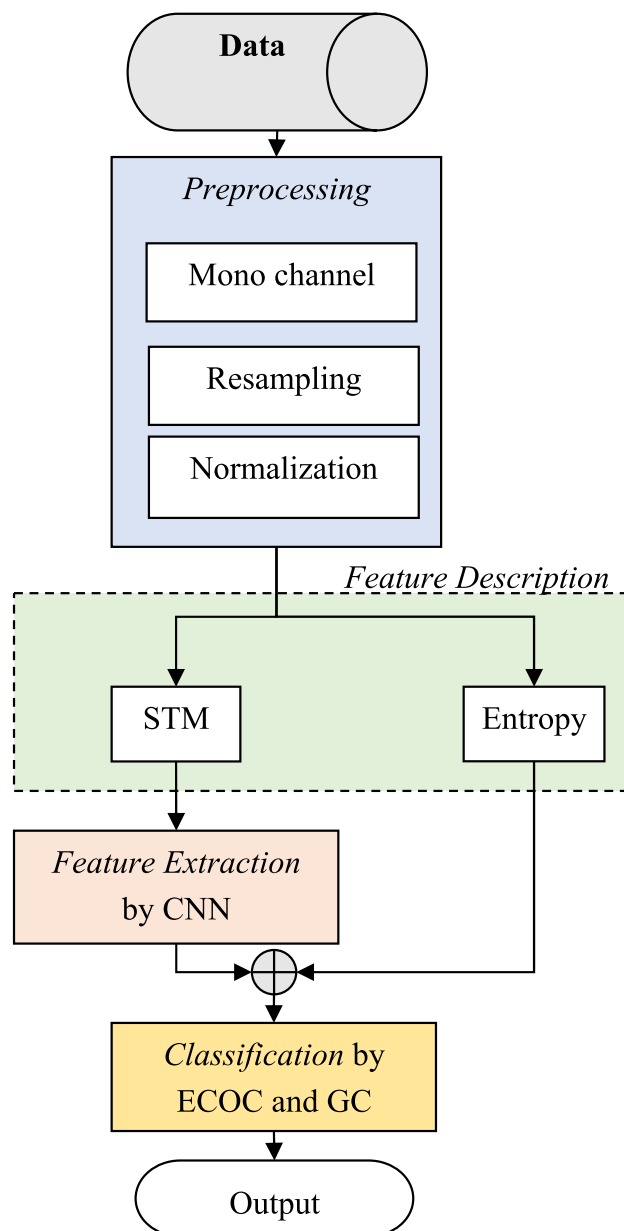 Data
Preprocessing
Mono channel
Resampling
Normalization
Feature Description
STM
Entropy
Feature Extraction
by CNN
Classification by
ECOC and GC
Output